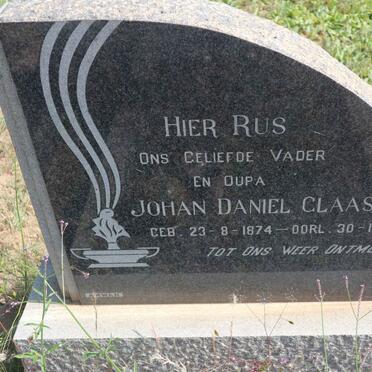 HIER RUS
ONS GELIEFDE VADER
EN OUPA
JOHAN DANIEL CLAAS
GEB. 23-8-1874 — OORL. 30-1
TOT ONS WEER ONTMO